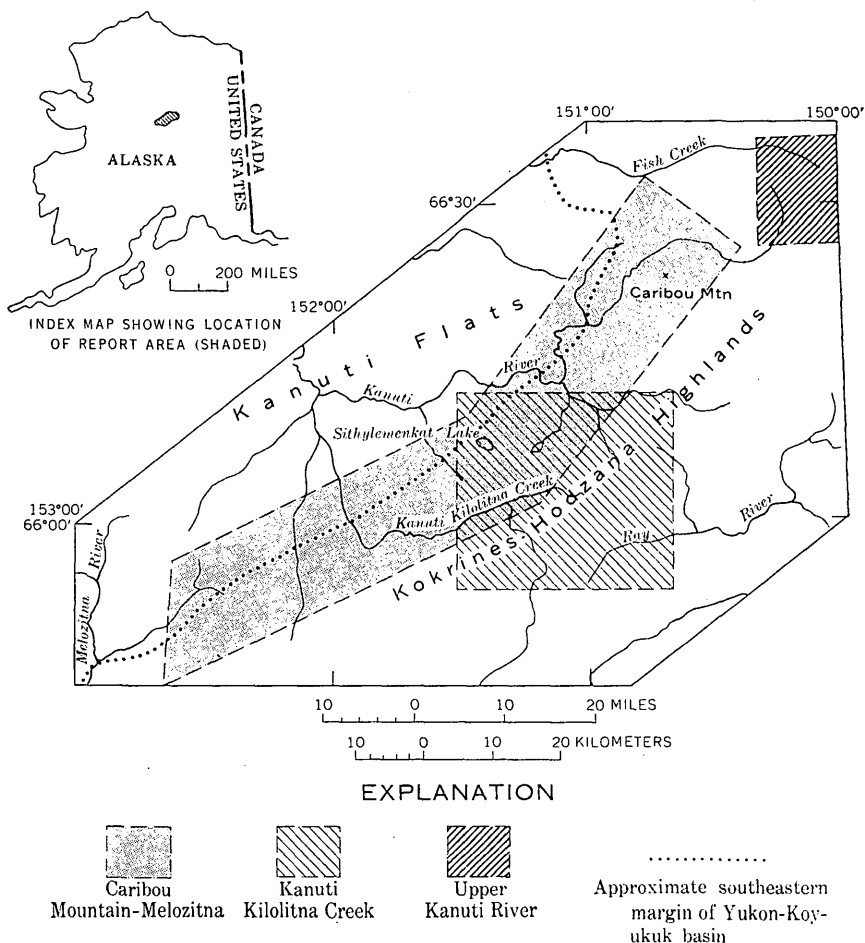 CANADA
UNITED STATES
ALASKA
0 200 MILES
INDEX MAP SHOWING LOCATION
OF REPORT AREA (SHADED)
151°00'
150°00'
Fish Creek
66°30'
Caribou Mtn
152°00'
Kanuti Flats
River
Kanuti
Sithylemenkat Lake
Kokrines Hodzana Highlands
153°00'
66°00'
Kanuti Kilolitna Creek
Ray River
Melozitna River
10 0 10 20 MILES
10 0 10 20 KILOMETERS
EXPLANATION
Caribou
Mountain-Melozitna
Kanuti
Kilolitna Creek
Upper
Kanuti River
Approximate southeastern
margin of Yukon-Koy-
ukuk basin